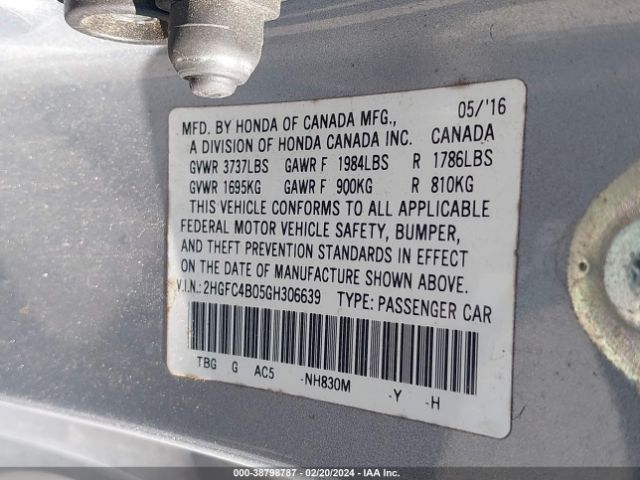 MFD. BY HONDA OF CANADA MFG., 05/'16
A DIVISION OF HONDA CANADA INC. CANADA
GVWR 3737LBS GAWR F 1984LBS R 1786LBS
GVWR 1695KG GAWR F 900KG R 810KG
THIS VEHICLE CONFORMS TO ALL APPLICABLE
FEDERAL MOTOR VEHICLE SAFETY, BUMPER,
AND THEFT PREVENTION STANDARDS IN EFFECT
ON THE DATE OF MANUFACTURE SHOWN ABOVE.
V.I.N.: 2HGFC4B05GH306639 TYPE: PASSENGER CAR
TBG G AC5 -NH830M -Y -H
000-38798787 - 02/20/2024 - IAA Inc.